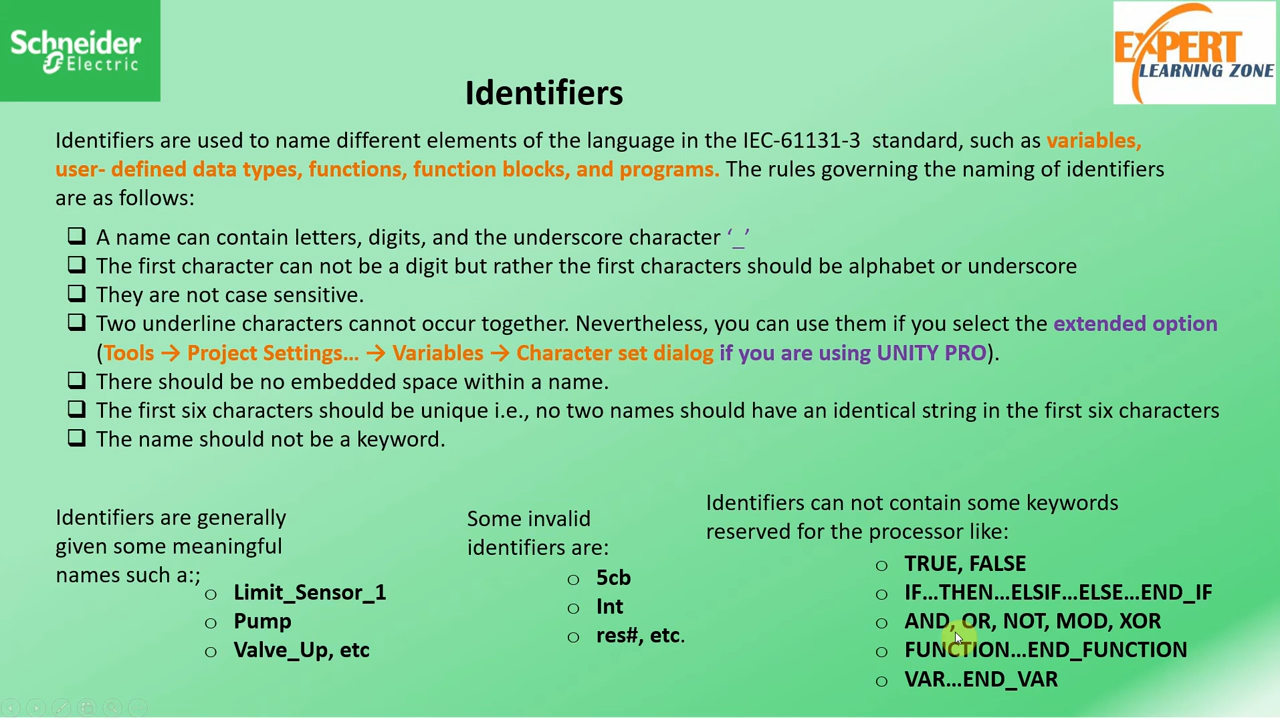 Schneider
Electric
EXPERT
LEARNING ZONE
Identifiers
Identifiers are used to name different elements of the language in the IEC-61131-3 standard, such as variables,
user- defined data types, functions, function blocks, and programs. The rules governing the naming of identifiers
are as follows:
❑ A name can contain letters, digits, and the underscore character ‘_’
❑ The first character can not be a digit but rather the first characters should be alphabet or underscore
❑ They are not case sensitive.
❑ Two underline characters cannot occur together. Nevertheless, you can use them if you select the extended option
(Tools → Project Settings... → Variables → Character set dialog if you are using UNITY PRO).
❑ There should be no embedded space within a name.
❑ The first six characters should be unique i.e., no two names should have an identical string in the first six characters
❑ The name should not be a keyword.
Identifiers are generally
given some meaningful
names such a:;
o Limit_Sensor_1
o Pump
o Valve_Up, etc
Some invalid
identifiers are:
o 5cb
o Int
o res#, etc.
Identifiers can not contain some keywords
reserved for the processor like:
o TRUE, FALSE
o IF...THEN...ELSIF...ELSE...END_IF
o AND, OR, NOT, MOD, XOR
o FUNCTION...END_FUNCTION
o VAR...END_VAR